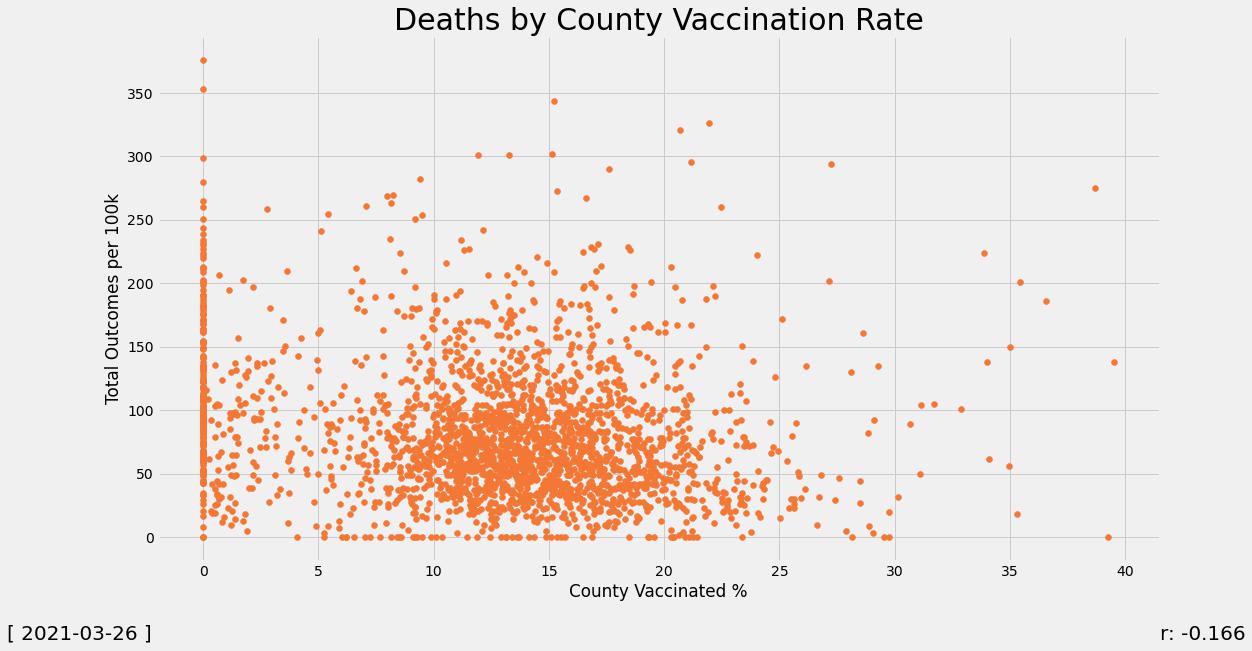 Deaths by County Vaccination Rate
Total Outcomes per 100k
350
300
250
200
150
100
50
0
0 5 10 15 20 25 30 35 40
County Vaccinated %
[ 2021-03-26 ] r: -0.166